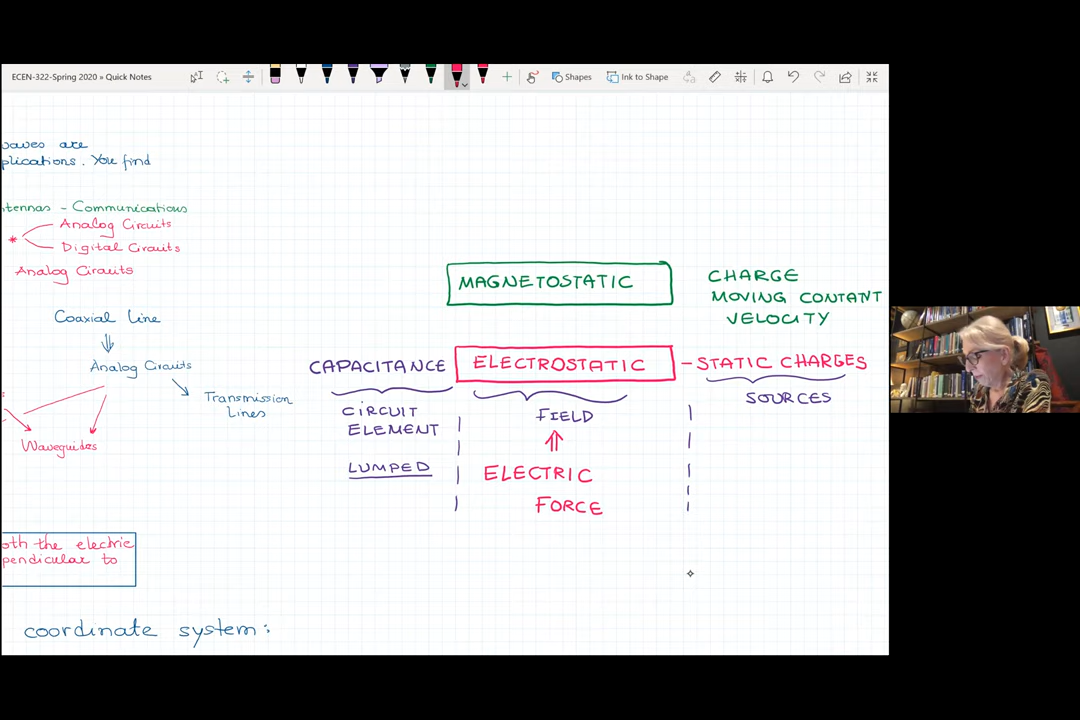 ECEN-322-Spring 2020 » Quick Notes
Shapes
Ink to Shape
waves are
plications. You find
tennas - Communications
* Analog Circuits
Digital Circuits
Analog Circuits
Coaxial Line
Analog Circuits
Transmission
Lines
Waveguides
oth the electric
pendicular to
coordinate system:
MAGNETOSTATIC
CHARGE
MOVING CONTANT
VELOCITY
CAPACITANCE ELECTROSTATIC - STATIC CHARGES
CIRCUIT
ELEMENT
LUMPED
FIELD
ELECTRIC
FORCE
SOURCES